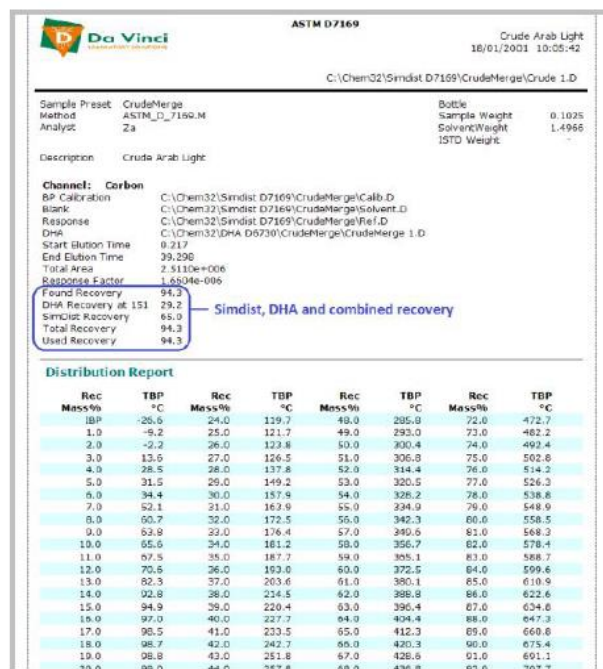 Da Vinci
LABORATORY SOLUTIONS
ASTM D7169
Crude Arab Light
18/01/2001 10:05:42
C:\Chem32\Simdist D7169\CrudeMerge\Crude 1.D
Sample Preset CrudeMerge Bottle
Method ASTM_D_7169.M Sample Weight 0.1025
Analyst Za SolventWeight 1.4966
ISTD Weight -
Description Crude Arab Light
Channel: Carbon
BP Calibration C:\Chem32\Simdist D7169\CrudeMerge\Calib.D
Blank C:\Chem32\Simdist D7169\CrudeMerge\Solvent.D
Response C:\Chem32\Simdist D7169\CrudeMerge\Ref.D
DHA C:\Chem32\DHA D6730\CrudeMerge\CrudeMerge 1.D
Start Elution Time 0.217
End Elution Time 39.298
Total Area 2.5110e+006
Response Factor 1.6604e-006
Found Recovery 94.3
DHA Recovery at 151 29.2
SimDist Recovery 65.0
Total Recovery 94.3
Used Recovery 94.3
Simdist, DHA and combined recovery
Distribution Report
Rec TBP Rec TBP Rec TBP Rec TBP
Mass% °C Mass% °C Mass% °C Mass% °C
IBP -26.6 24.0 119.7 48.0 285.8 72.0 472.7
1.0 -9.2 25.0 121.7 49.0 293.0 73.0 482.2
2.0 -2.2 26.0 123.8 50.0 300.4 74.0 492.4
3.0 13.6 27.0 126.5 51.0 306.8 75.0 502.8
4.0 28.5 28.0 137.8 52.0 314.4 76.0 514.2
5.0 31.5 29.0 149.2 53.0 320.5 77.0 526.3
6.0 34.4 30.0 157.9 54.0 328.2 78.0 538.8
7.0 52.1 31.0 163.9 55.0 334.9 79.0 548.9
8.0 60.7 32.0 172.5 56.0 342.3 80.0 558.5
9.0 63.8 33.0 176.4 57.0 349.6 81.0 568.3
10.0 65.6 34.0 181.2 58.0 356.7 82.0 578.4
11.0 67.5 35.0 187.7 59.0 365.1 83.0 588.7
12.0 70.6 36.0 193.0 60.0 372.5 84.0 599.6
13.0 82.3 37.0 203.6 61.0 380.1 85.0 610.9
14.0 92.8 38.0 214.5 62.0 388.8 86.0 622.6
15.0 94.9 39.0 220.4 63.0 396.4 87.0 634.8
16.0 97.0 40.0 227.7 64.0 404.4 88.0 647.3
17.0 98.5 41.0 233.5 65.0 412.3 89.0 660.8
18.0 98.7 42.0 242.7 66.0 420.3 90.0 675.4
19.0 98.8 43.0 251.8 67.0 428.6 91.0 691.1